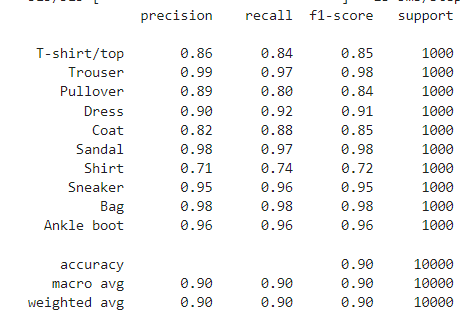 precision recall f1-score support
T-shirt/top 0.86 0.84 0.85 1000
Trouser 0.99 0.97 0.98 1000
Pullover 0.89 0.80 0.84 1000
Dress 0.90 0.92 0.91 1000
Coat 0.82 0.88 0.85 1000
Sandal 0.98 0.97 0.98 1000
Shirt 0.71 0.74 0.72 1000
Sneaker 0.95 0.96 0.95 1000
Bag 0.98 0.98 0.98 1000
Ankle boot 0.96 0.96 0.96 1000
accuracy 0.90 10000
macro avg 0.90 0.90 0.90 10000
weighted avg 0.90 0.90 0.90 10000